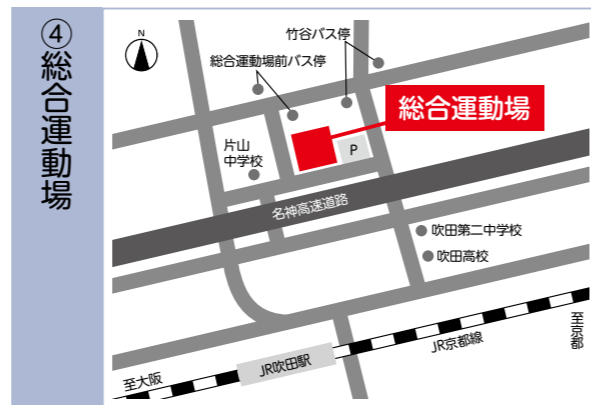 ④総合運動場
N
竹谷バス停
総合運動場前バス停
総合運動場
片山
中学校
P
名神高速道路
吹田第二中学校
吹田高校
至京都
JR京都線
JR吹田駅
至大阪